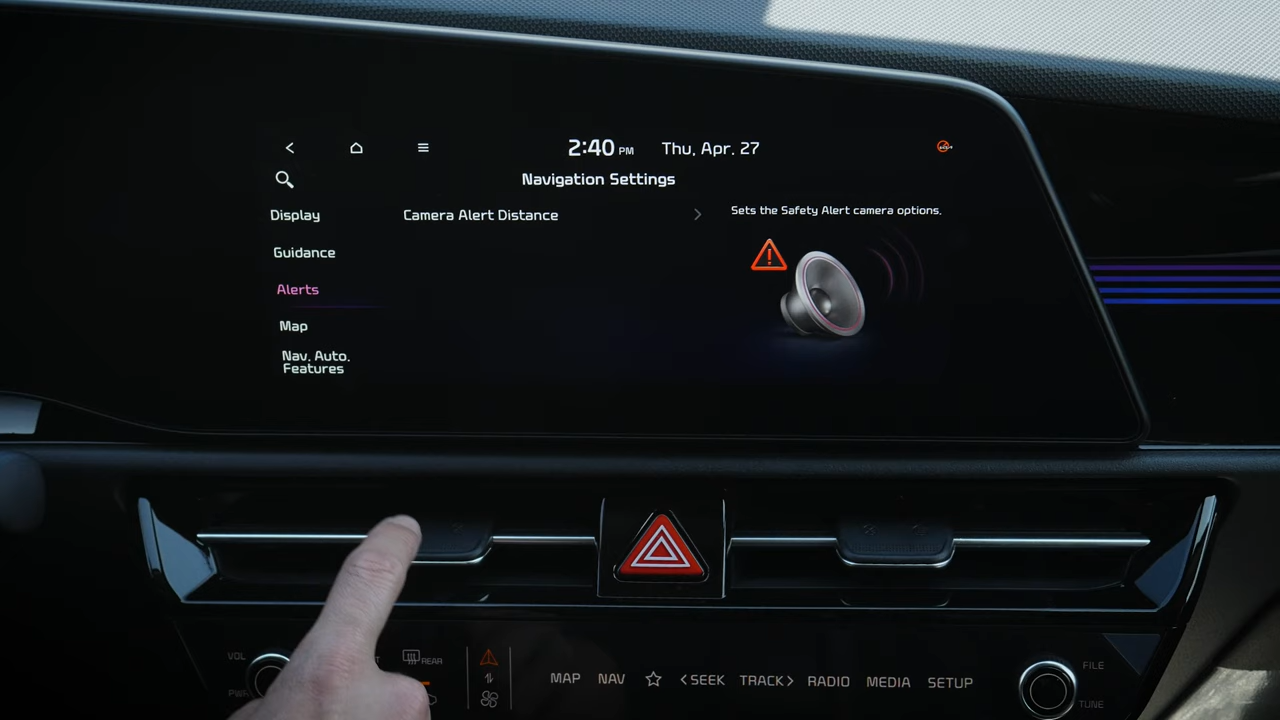 2:40 PM Thu, Apr. 27
Navigation Settings
Display
Camera Alert Distance
Sets the Safety Alert camera options.
Guidance
Alerts
Map
Nav. Auto.
Features
VOL
REAR
MAP NAV <SEEK TRACK> RADIO MEDIA SETUP
FILE
TUNE